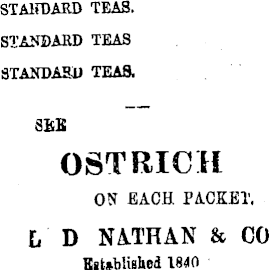 STANDARD TEAS.
STANDARD TEAS
STANDARD TEAS.
SEE
OSTRICH
ON EACH PACKET.
L D NATHAN & CO
Established 1840